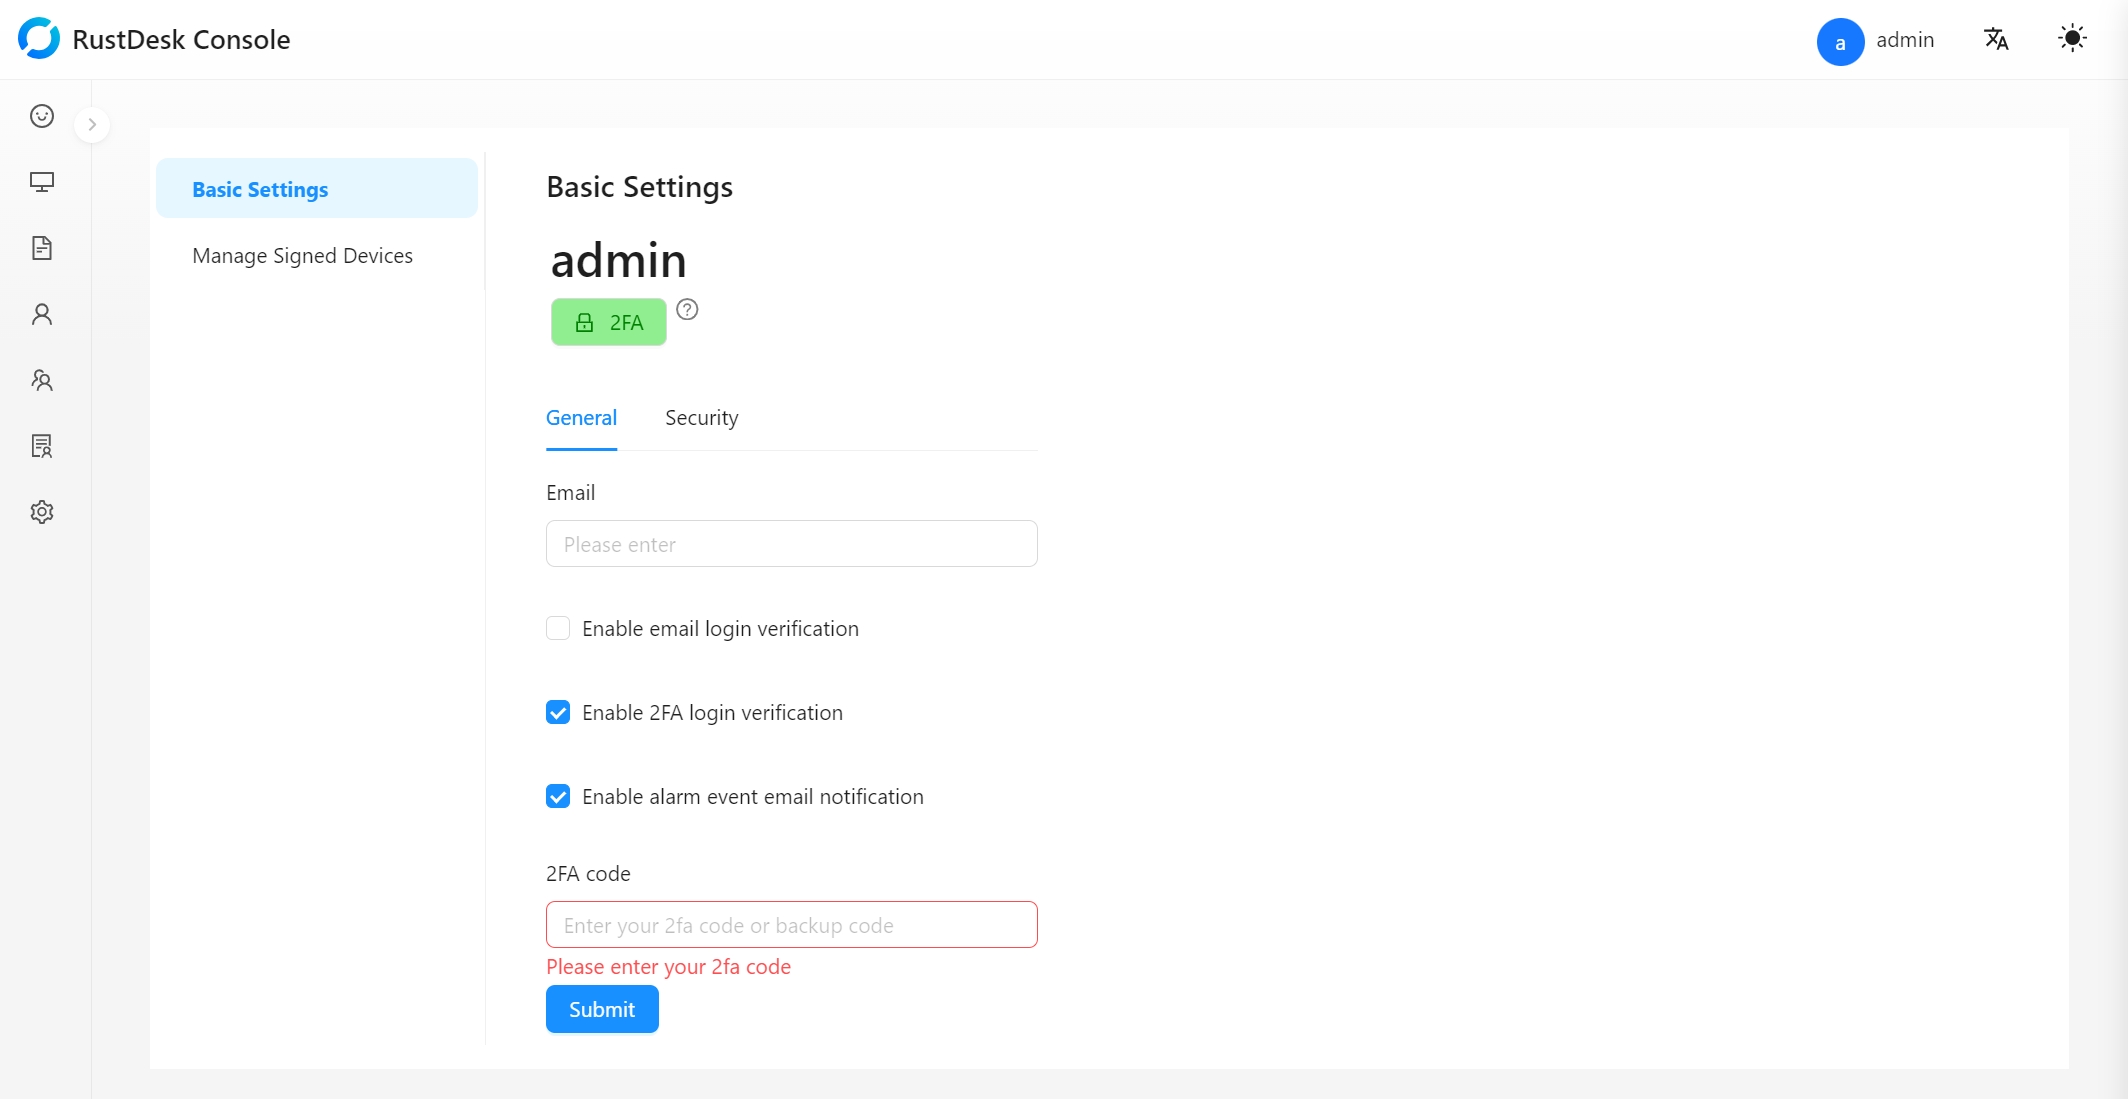 RustDesk Console
a admin
Basic Settings
Manage Signed Devices
Basic Settings
admin
2FA
General Security
Email
Please enter
Enable email login verification
Enable 2FA login verification
Enable alarm event email notification
2FA code
Enter your 2fa code or backup code
Please enter your 2fa code
Submit